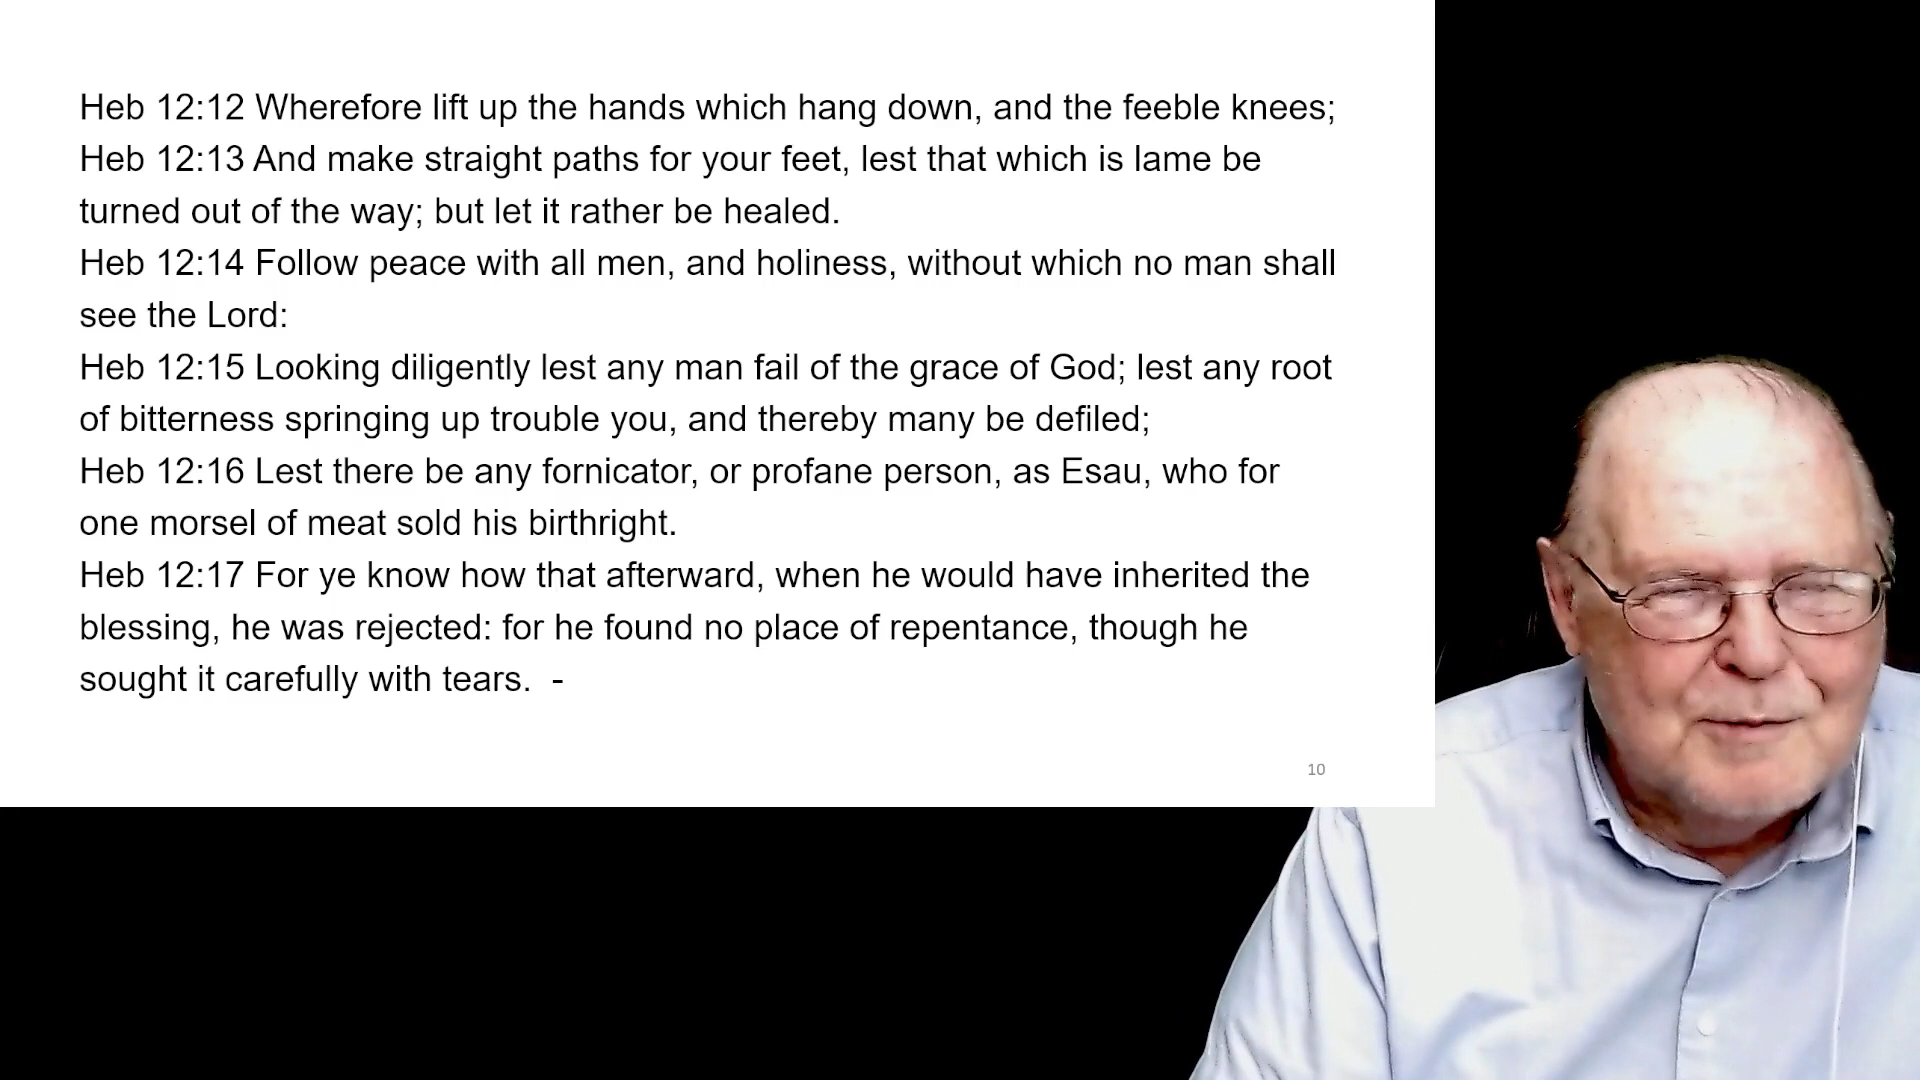 Heb 12:12 Wherefore lift up the hands which hang down, and the feeble knees;
Heb 12:13 And make straight paths for your feet, lest that which is lame be
turned out of the way; but let it rather be healed.
Heb 12:14 Follow peace with all men, and holiness, without which no man shall
see the Lord:
Heb 12:15 Looking diligently lest any man fail of the grace of God; lest any root
of bitterness springing up trouble you, and thereby many be defiled;
Heb 12:16 Lest there be any fornicator, or profane person, as Esau, who for
one morsel of meat sold his birthright.
Heb 12:17 For ye know how that afterward, when he would have inherited the
blessing, he was rejected: for he found no place of repentance, though he
sought it carefully with tears.  -
10